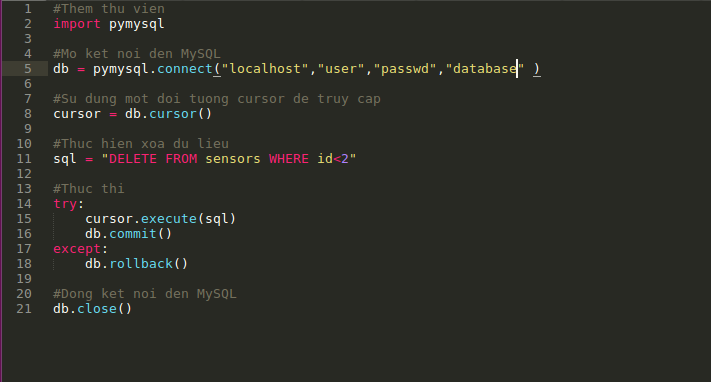 1 #Them thu vien
2 import pymysql
3
4 #Mo ket noi den MySQL
5 db = pymysql.connect("localhost","user","passwd","database" )
6
7 #Su dung mot doi tuong cursor de truy cap
8 cursor = db.cursor()
9
10 #Thuc hien xoa du lieu
11 sql = "DELETE FROM sensors WHERE id<2"
12
13 #Thuc thi
14 try:
15     cursor.execute(sql)
16     db.commit()
17 except:
18     db.rollback()
19
20 #Dong ket noi den MySQL
21 db.close()